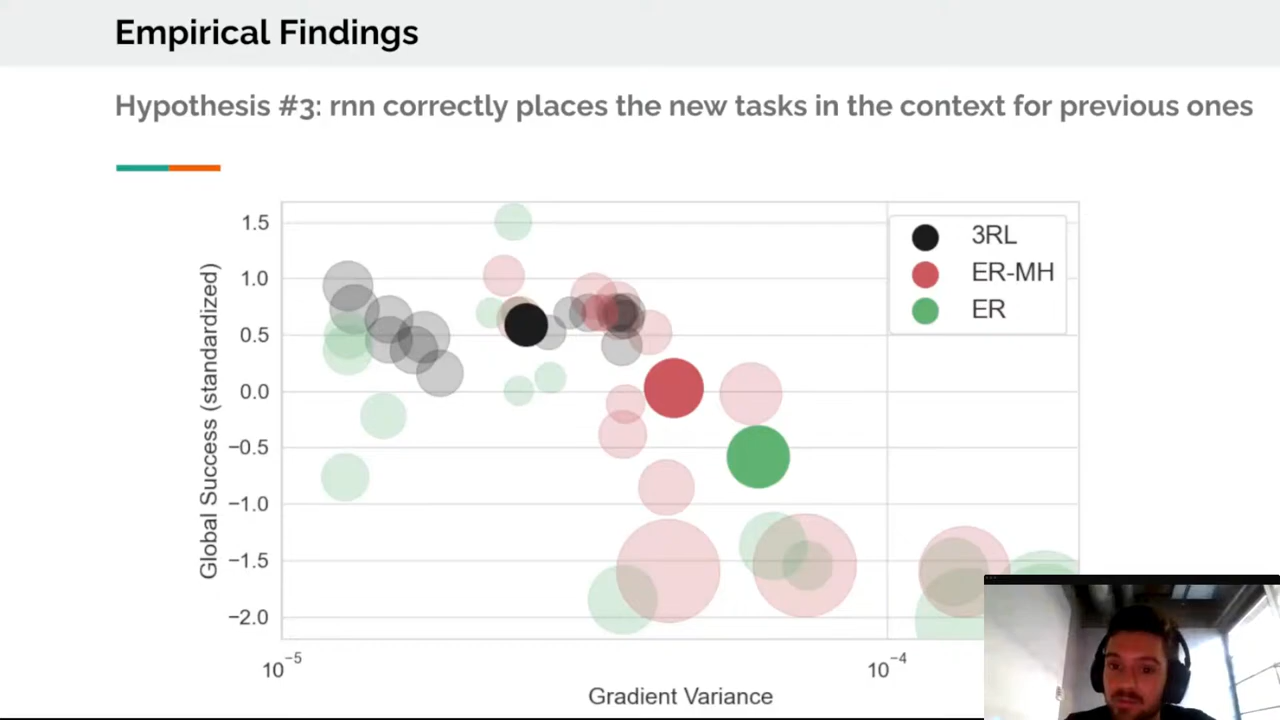 Empirical Findings
Hypothesis #3: rnn correctly places the new tasks in the context for previous ones
Global Success (standardized)
1.5
1.0
0.5
0.0
−0.5
−1.0
−1.5
−2.0
3RL
ER-MH
ER
10⁻⁵
10⁻⁴
Gradient Variance